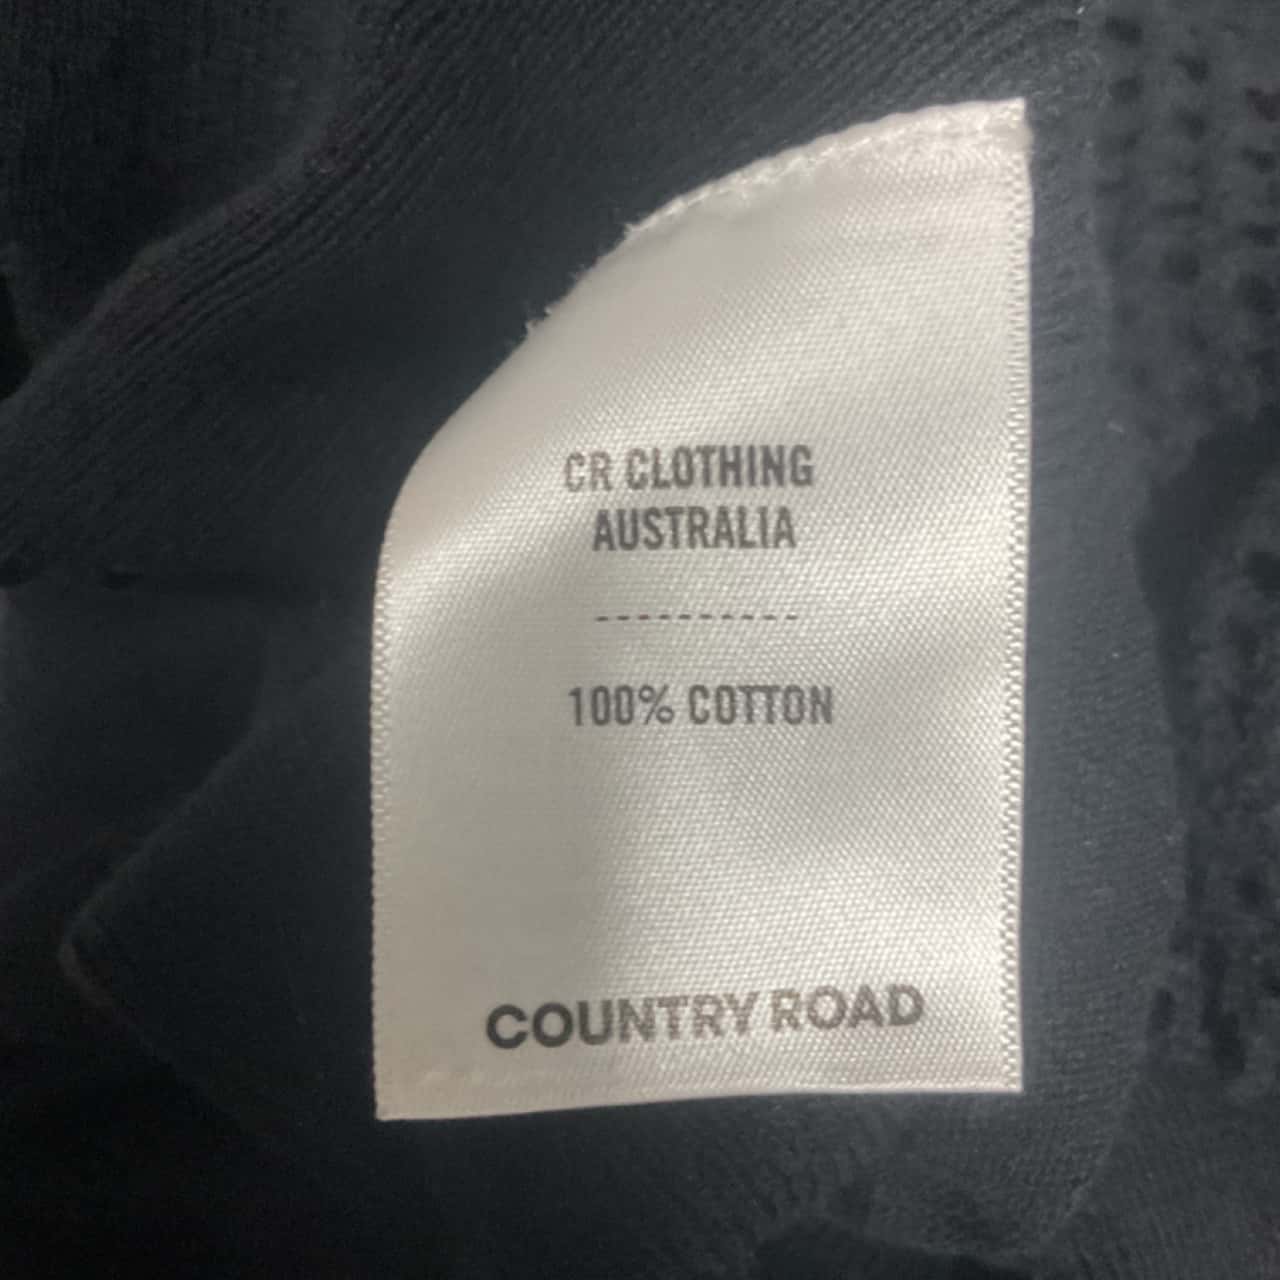 CR CLOTHING
AUSTRALIA
----------
100% COTTON
COUNTRY ROAD